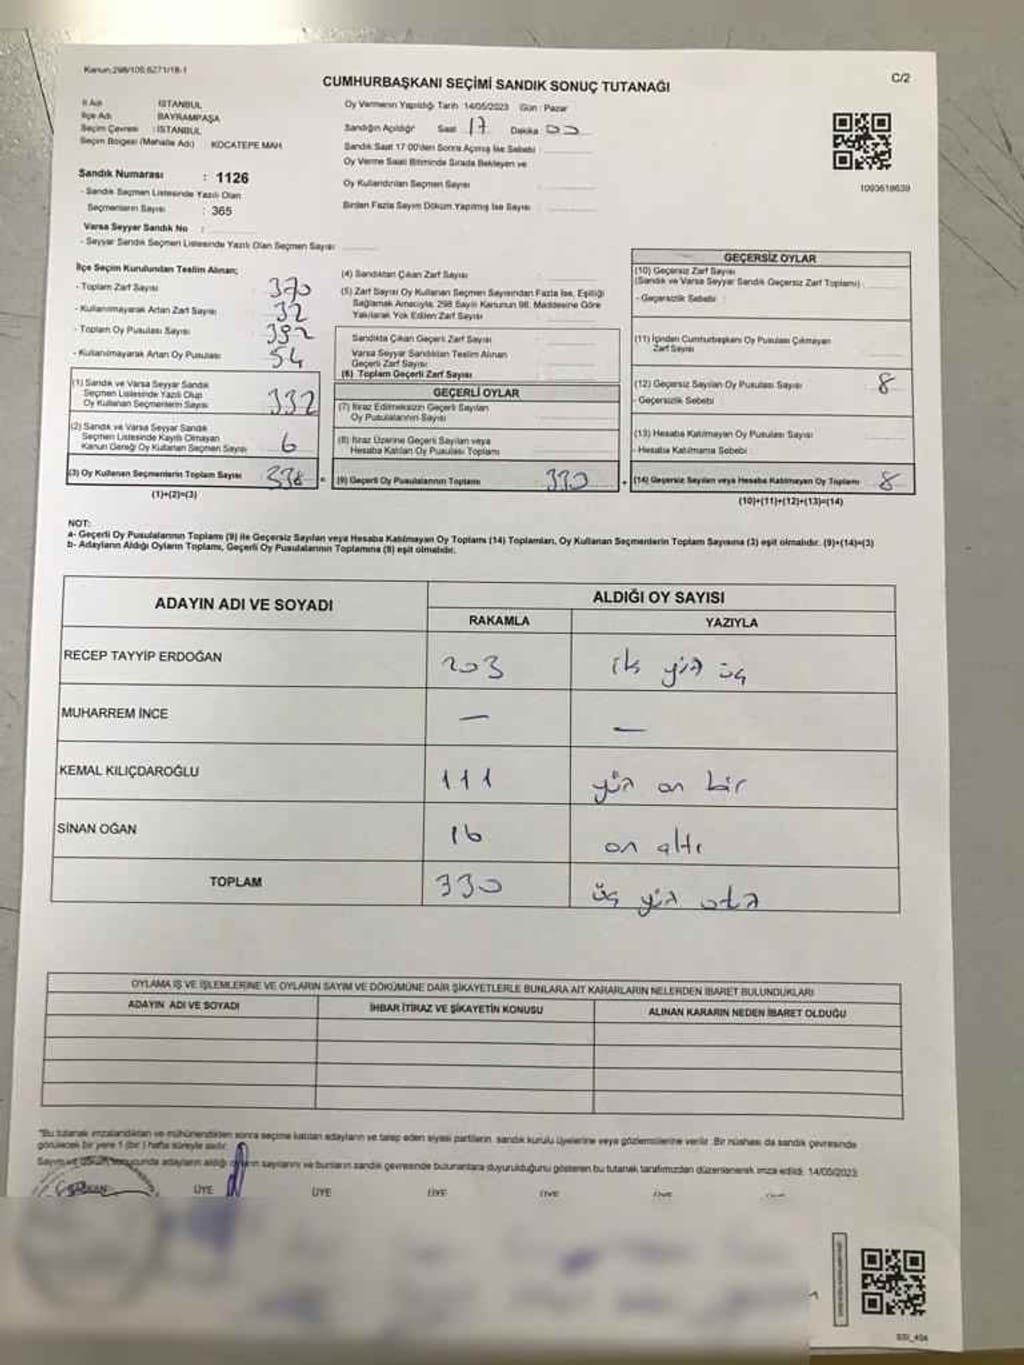 Kanun:298/105,6271/18-1
C/2
CUMHURBAŞKANI SEÇİMİ SANDIK SONUÇ TUTANAĞI
İl Adı : İSTANBUL
İlçe Adı : BAYRAMPAŞA
Seçim Çevresi : İSTANBUL
Seçim Bölgesi (Mahalle Adı) : KOCATEPE MAH
Sandık Numarası : 1126
- Sandık Seçmen Listesinde Yazılı Olan
Seçmenlerin Sayısı : 365
Varsa Seyyar Sandık No :
- Seyyar Sandık Seçmen Listesinde Yazılı Olan Seçmen Sayısı
Oy Vermenin Yapıldığı Tarih :14/05/2023 Gün : Pazar
Sandığın Açıldığı Saat 17 Dakika 00
Sandık Saat 17:00'den Sonra Açılmış İse Sebebi :
Oy Verme Saati Bitiminde Sırada Bekleyen ve
Oy Kullandırılan Seçmen Sayısı
Birden Fazla Sayım Döküm Yapılmış İse Sayısı
1093618639
İlçe Seçim Kurulundan Teslim Alınan;
- Toplam Zarf Sayısı 370
- Kullanılmayarak Artan Zarf Sayısı 32
- Toplam Oy Pusulası Sayısı 392
- Kullanılmayarak Artan Oy Pusulası 54
(1) Sandık ve Varsa Seyyar Sandık
Seçmen Listesinde Yazılı Olup
Oy Kullanan Seçmenlerin Sayısı 332
(2) Sandık ve Varsa Seyyar Sandık
Seçmen Listesinde Kayıtlı Olmayan
Kanun Gereği Oy Kullanan Seçmen Sayısı 6
(3) Oy Kullanan Seçmenlerin Toplam Sayısı 338 =
(1)+(2)=(3)
(4) Sandıktan Çıkan Zarf Sayısı
(5) Zarf Sayısı Oy Kullanan Seçmen Sayısından Fazla İse, Eşitliği
Sağlamak Amacıyla, 298 Sayılı Kanunun 98. Maddesine Göre
Yakılarak Yok Edilen Zarf Sayısı
Sandıkta Çıkan Geçerli Zarf Sayısı
Varsa Seyyar Sandıktan Teslim Alınan
Geçerli Zarf Sayısı
(6) Toplam Geçerli Zarf Sayısı
GEÇERLİ OYLAR
(7) İtiraz Edilmeksizin Geçerli Sayılan
Oy Pusulalarının Sayısı
(8) İtiraz Üzerine Geçerli Sayılan veya
Hesaba Katılan Oy Pusulası Toplamı
(9) Geçerli Oy Pusulalarının Toplamı 330 +
GEÇERSİZ OYLAR
(10) Geçersiz Zarf Sayısı
(Sandık ve Varsa Seyyar Sandık Geçersiz Zarf Toplamı)
- Geçersizlik Sebebi :
(11) İçinden Cumhurbaşkanı Oy Pusulası Çıkmayan
Zarf Sayısı
(12) Geçersiz Sayılan Oy Pusulası Sayısı 8
- Geçersizlik Sebebi
(13) Hesaba Katılmayan Oy Pusulası Sayısı
- Hesaba Katılmama Sebebi
(14) Geçersiz Sayılan veya Hesaba Katılmayan Oy Toplamı 8
(10)+(11)+(12)+(13)=(14)
NOT:
a- Geçerli Oy Pusulalarının Toplamı (9) ile Geçersiz Sayılan veya Hesaba Katılmayan Oy Toplamı (14) Toplamları, Oy Kullanan Seçmenlerin Toplam Sayısına (3) eşit olmalıdır. (9)+(14)=(3)
b- Adayların Aldığı Oyların Toplamı, Geçerli Oy Pusulalarının Toplamına (9) eşit olmalıdır.
ADAYIN ADI VE SOYADI
ALDIĞI OY SAYISI
RAKAMLA YAZIYLA
RECEP TAYYİP ERDOĞAN 203 iki yüz üç
MUHARREM İNCE — —
KEMAL KILIÇDAROĞLU 111 yüz on bir
SİNAN OĞAN 16 on altı
TOPLAM 330 üç yüz otuz
OYLAMA İŞ VE İŞLEMLERİNE VE OYLARIN SAYIM VE DÖKÜMÜNE DAİR ŞİKAYETLERLE BUNLARA AİT KARARLARIN NELERDEN İBARET BULUNDUKLARI
ADAYIN ADI VE SOYADI İHBAR İTİRAZ VE ŞİKAYETİN KONUSU ALINAN KARARIN NEDEN İBARET OLDUĞU
"Bu tutanak imzalandıktan ve mühürlendikten sonra seçime katılan adayların ve talep eden siyasi partilerin, sandık kurulu üyelerine veya gözlemcilerine verilir. Bir nüshası da sandık çevresinde
görülecek bir yere 1 (bir) hafta süreyle asılır.
Sayım ve döküm sonucunda adayların aldığı oyların sayılarını ve bunların sandık çevresinde bulunanlara duyurulduğunu gösteren bu tutanak tarafımızdan düzenlenerek imza edildi. 14/05/2023
BAŞKAN ÜYE ÜYE ÜYE ÜYE ÜYE ÜYE